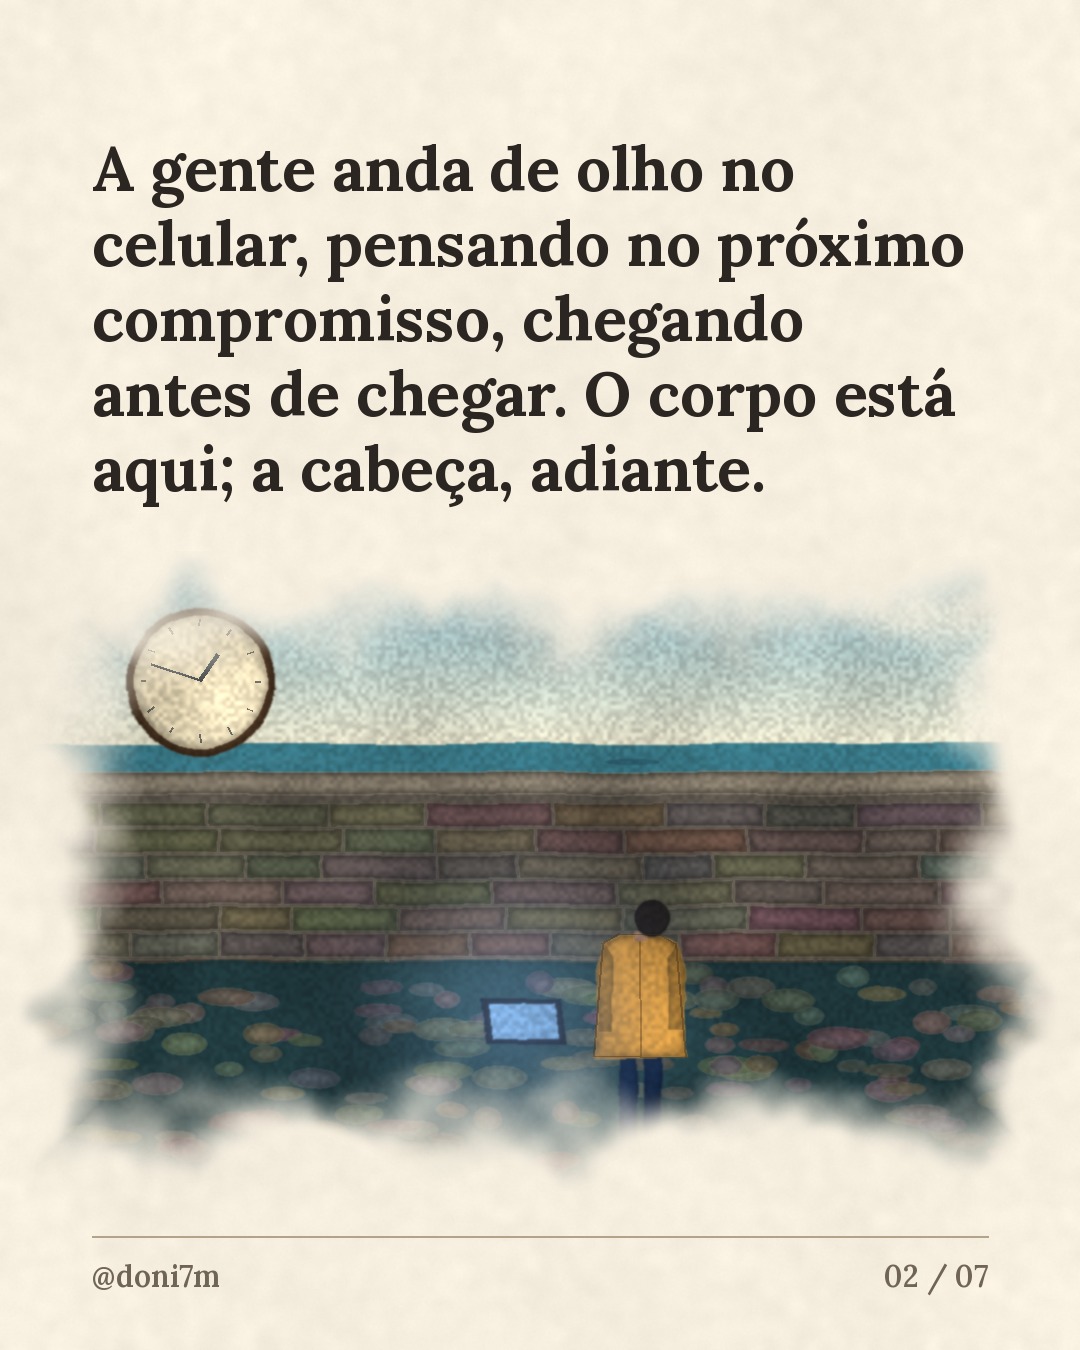 A gente anda de olho no
celular, pensando no próximo
compromisso, chegando
antes de chegar. O corpo está
aqui; a cabeça, adiante.
@doni7m
02 / 07